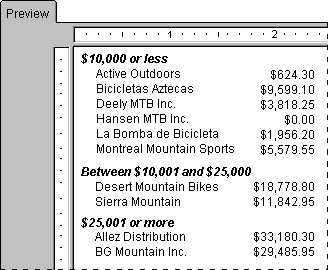 Preview
1 2
$10,000 or less
Active Outdoors $624.30
Bicicletas Aztecas $9,599.10
Deely MTB Inc. $3,818.25
Hansen MTB Inc. $0.00
La Bomba de Bicicleta $1,956.20
Montreal Mountain Sports $5,579.55
Between $10,001 and $25,000
Desert Mountain Bikes $18,778.80
Sierra Mountain $11,842.95
$25,001 or more
Allez Distribution $33,180.30
BG Mountain Inc. $29,485.95